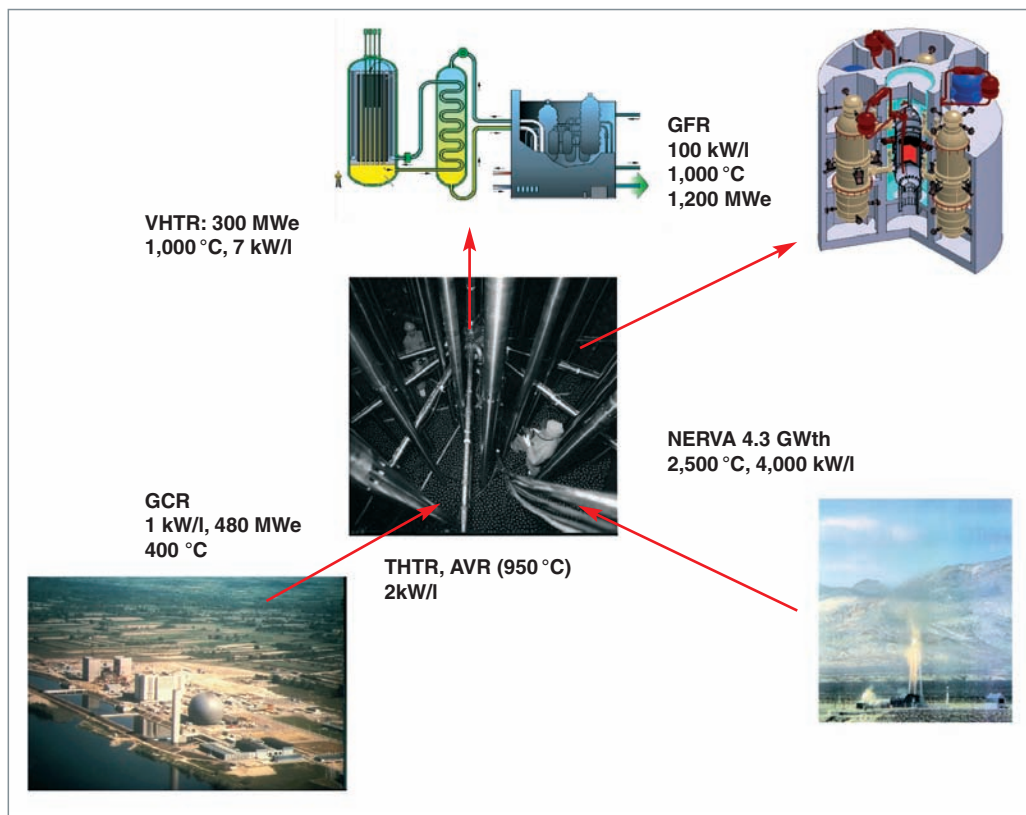 GFR
100 kW/l
1,000 °C
1,200 MWe
VHTR: 300 MWe
1,000 °C, 7 kW/l
NERVA 4.3 GWth
2,500 °C, 4,000 kW/l
GCR
1 kW/l, 480 MWe
400 °C
THTR, AVR (950 °C)
2kW/l